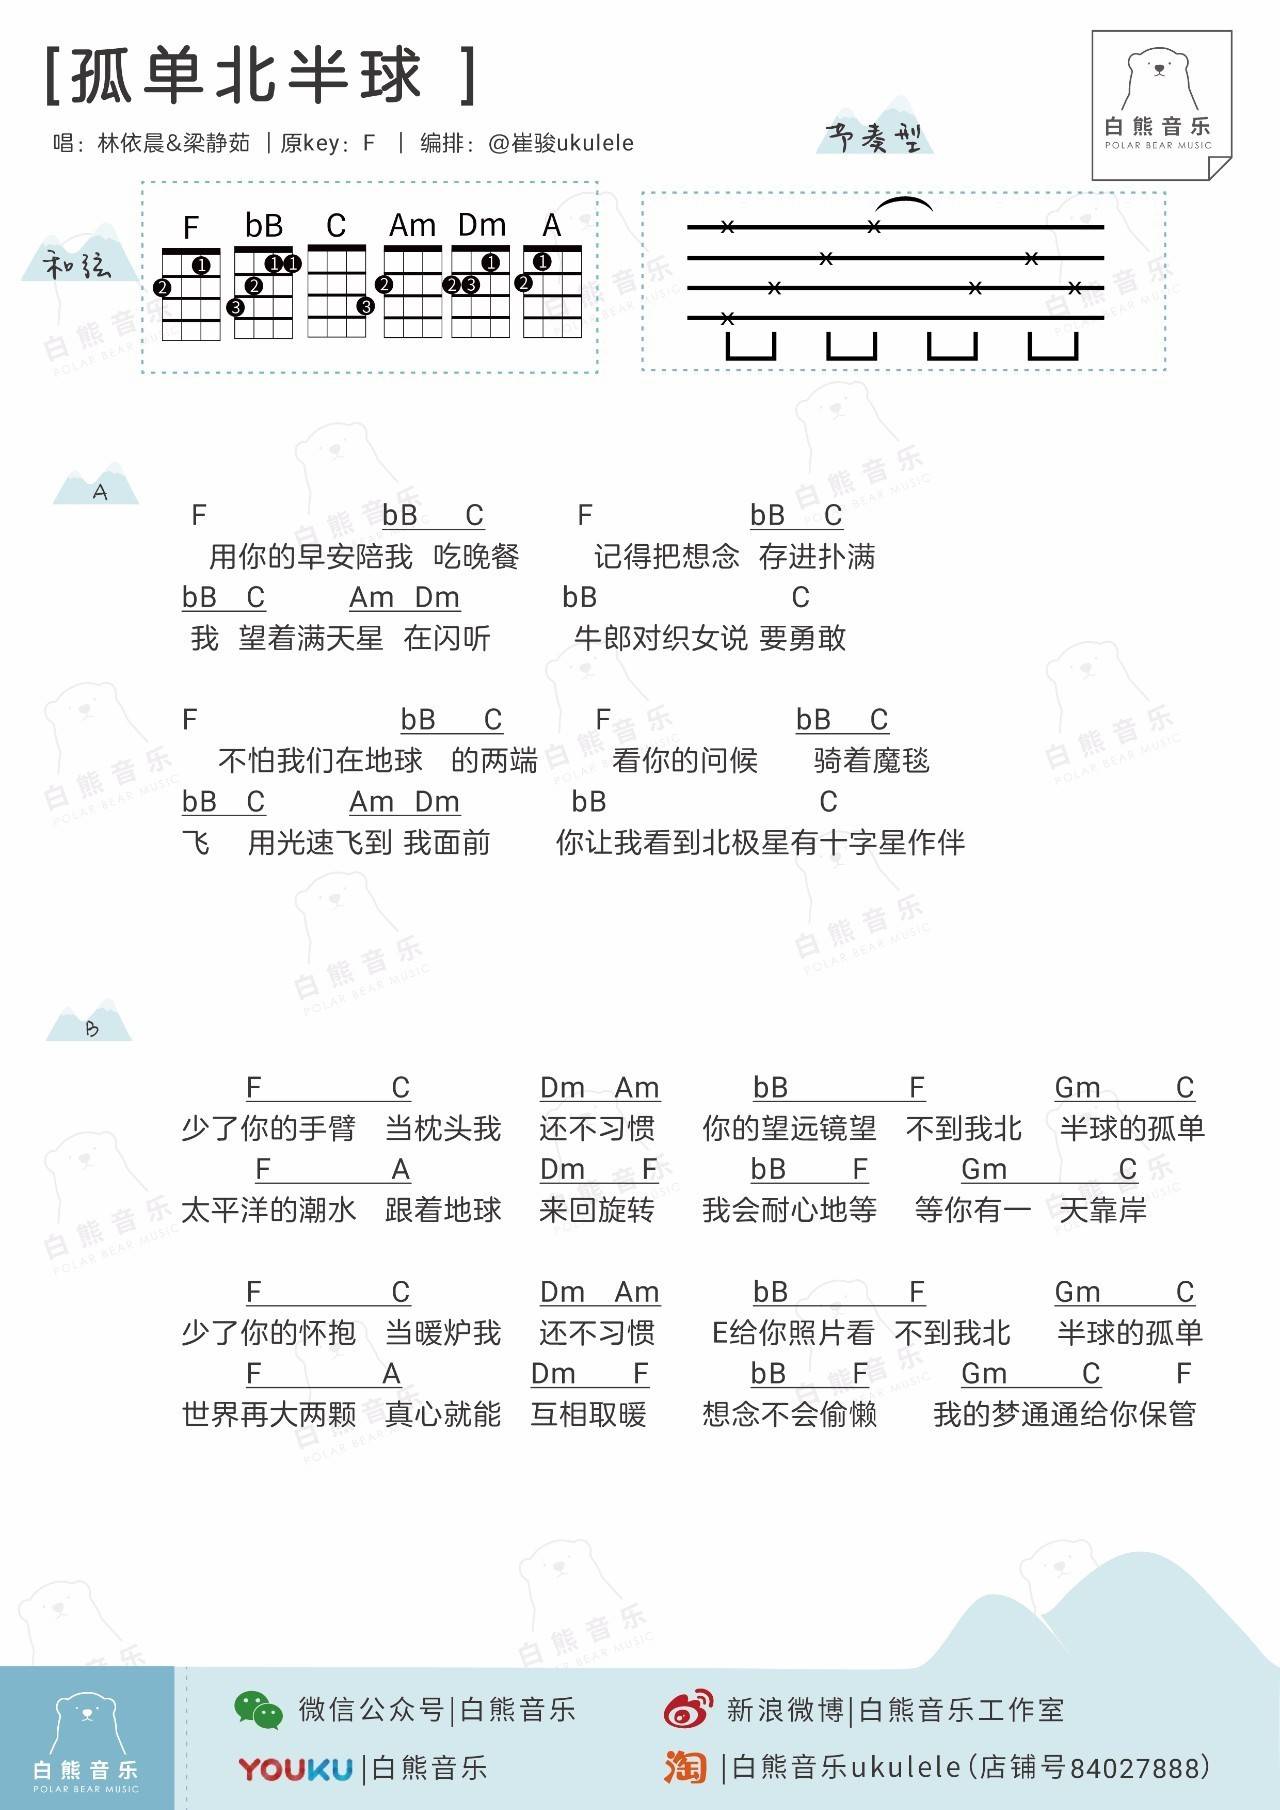 [孤单北半球 ]
唱：林依晨&梁静茹 | 原key：F | 编排：@崔骏ukulele
白熊音乐
POLAR BEAR MUSIC
节奏型
和弦
F bB C Am Dm A
A
F bB C F bB C
用你的早安陪我 吃晚餐 记得把想念 存进扑满
bB C Am Dm bB C
我 望着满天星 在闪听 牛郎对织女说 要勇敢
F bB C F bB C
不怕我们在地球 的两端 看你的问候 骑着魔毯
bB C Am Dm bB C
飞 用光速飞到 我面前 你让我看到北极星有十字星作伴
B
F C Dm Am bB F Gm C
少了你的手臂 当枕头我 还不习惯 你的望远镜望 不到我北 半球的孤单
F A Dm F bB F Gm C
太平洋的潮水 跟着地球 来回旋转 我会耐心地等 等你有一 天靠岸
F C Dm Am bB F Gm C
少了你的怀抱 当暖炉我 还不习惯 E给你照片看 不到我北 半球的孤单
F A Dm F bB F Gm C F
世界再大两颗 真心就能 互相取暖 想念不会偷懒 我的梦通通给你保管
微信公众号|白熊音乐 新浪微博|白熊音乐工作室
YOUKU |白熊音乐 淘 |白熊音乐ukulele(店铺号84027888)
白熊音乐
POLAR BEAR MUSIC